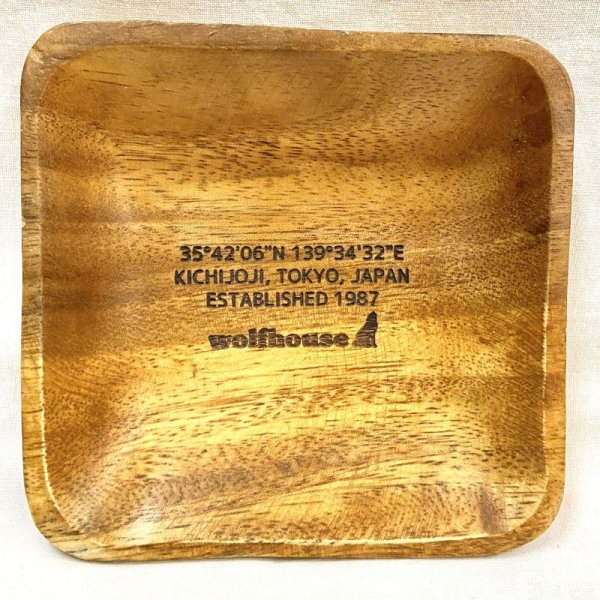 35°42'06"N 139°34'32"E
KICHIJOJI, TOKYO, JAPAN
ESTABLISHED 1987
wolfhouse